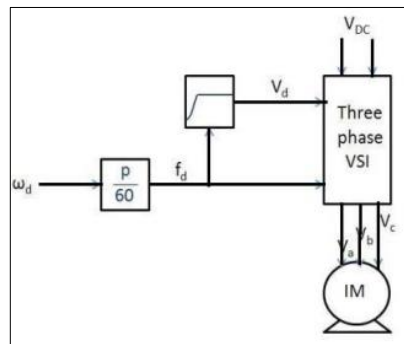 V_DC
V_d
Three
phase
VSI
ω_d
p
60
f_d
V_a
V_b
V_c
IM